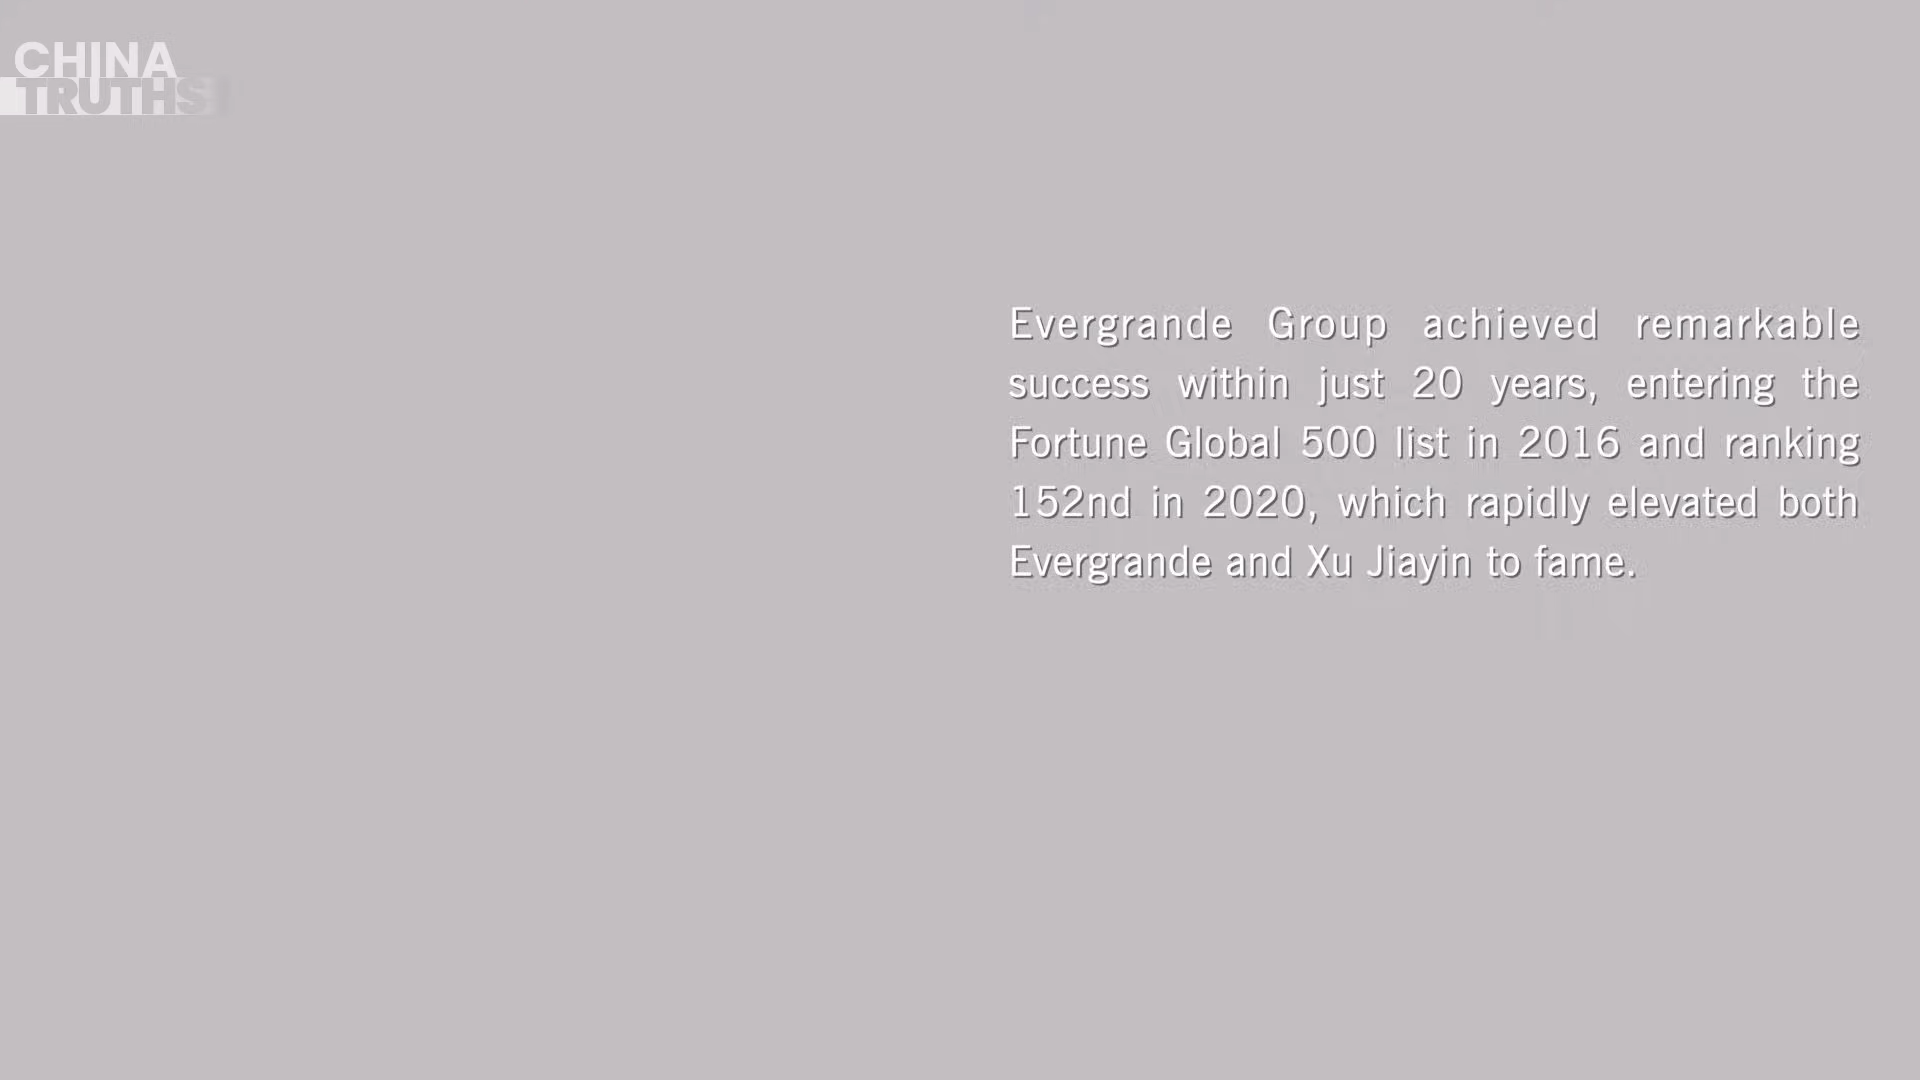 CHINA
TRUTHS
Evergrande Group achieved remarkable
success within just 20 years, entering the
Fortune Global 500 list in 2016 and ranking
152nd in 2020, which rapidly elevated both
Evergrande and Xu Jiayin to fame.